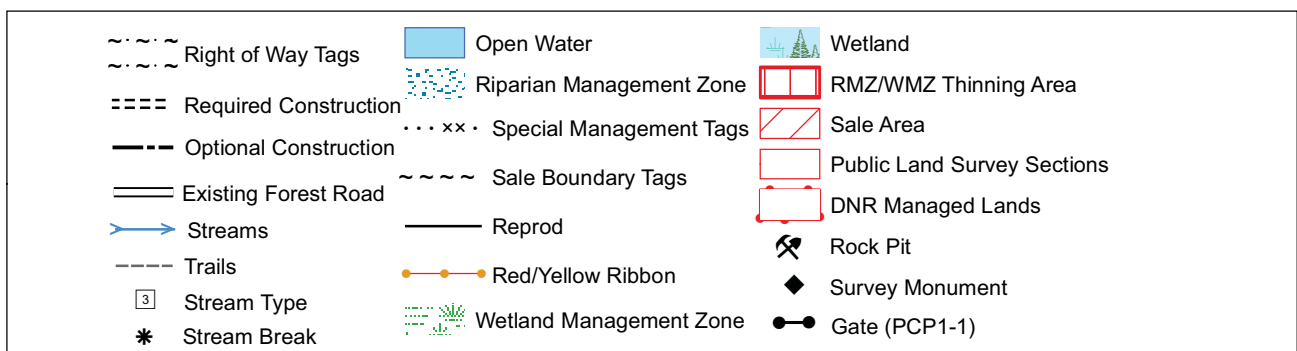 Right of Way Tags
Required Construction
Optional Construction
Existing Forest Road
Streams
Trails
3
Stream Type
Stream Break
Open Water
Riparian Management Zone
Special Management Tags
Sale Boundary Tags
Reprod
Red/Yellow Ribbon
Wetland Management Zone
Wetland
RMZ/WMZ Thinning Area
Sale Area
Public Land Survey Sections
DNR Managed Lands
Rock Pit
Survey Monument
Gate (PCP1-1)